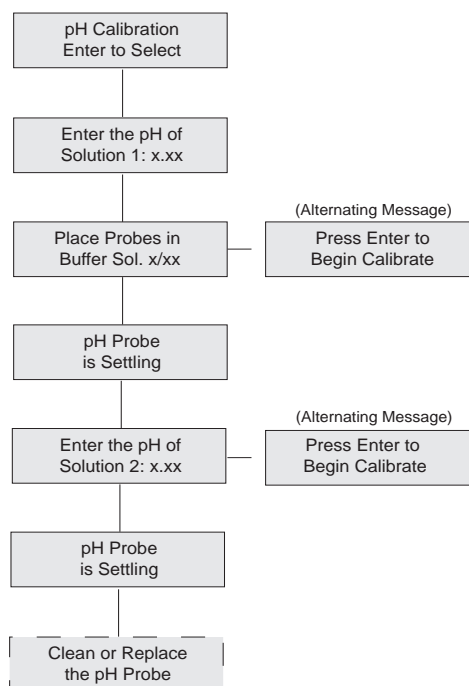 pH Calibration
Enter to Select
Enter the pH of
Solution 1: x.xx
(Alternating Message)
Place Probes in
Buffer Sol. x/xx
Press Enter to
Begin Calibrate
pH Probe
is Settling
(Alternating Message)
Enter the pH of
Solution 2: x.xx
Press Enter to
Begin Calibrate
pH Probe
is Settling
Clean or Replace
the pH Probe